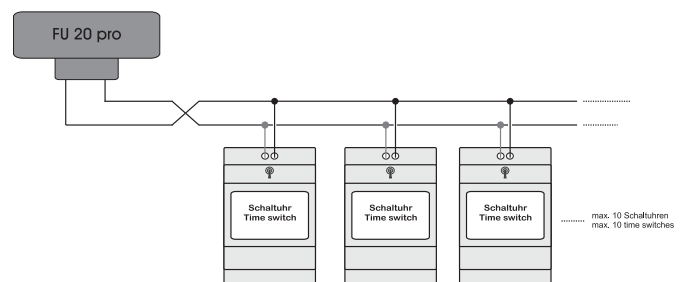 FU 20 pro
Schaltuhr
Time switch
Schaltuhr
Time switch
Schaltuhr
Time switch
max. 10 Schaltuhren
max. 10 time switches